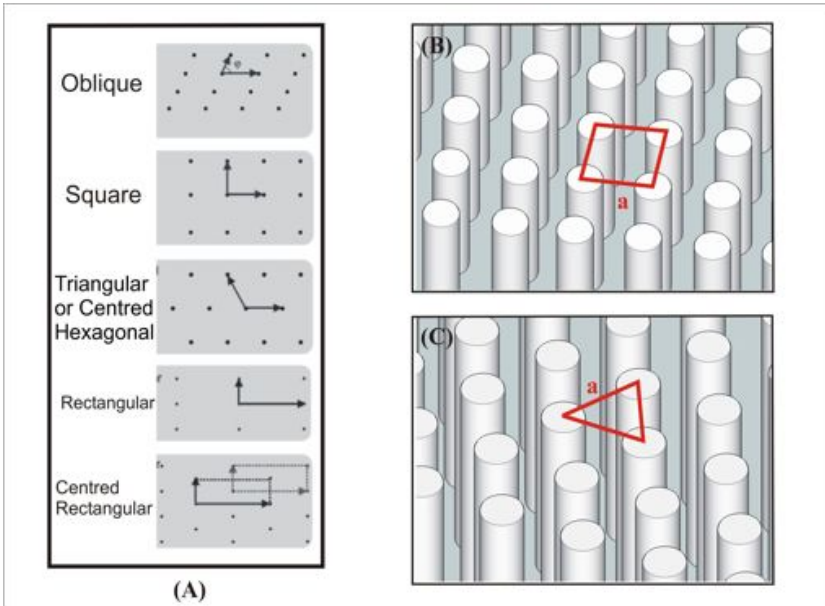 Oblique
φ
Square
Triangular
or Centred
Hexagonal
Rectangular
Centred
Rectangular
(A)
(B)
a
(C)
a